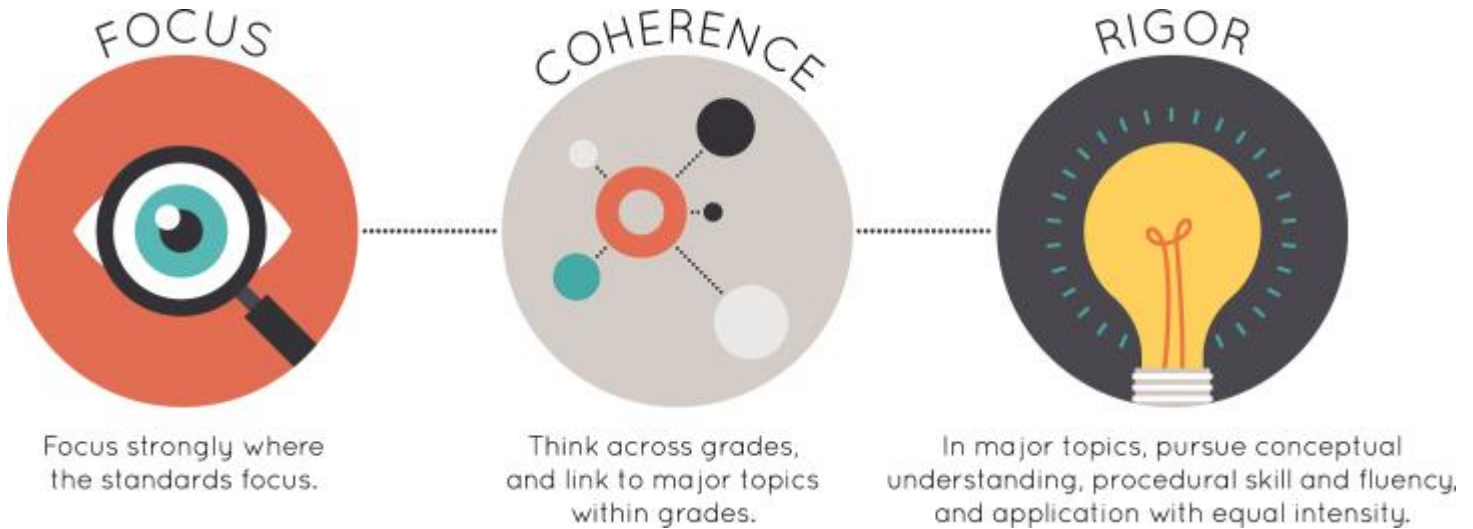 FOCUS
COHERENCE
RIGOR
Focus strongly where
the standards focus.
Think across grades,
and link to major topics
within grades.
In major topics, pursue conceptual
understanding, procedural skill and fluency,
and application with equal intensity.